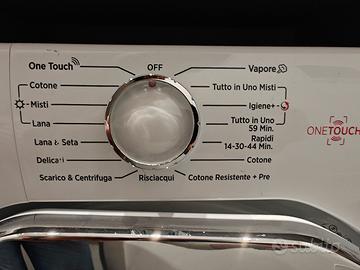 One Touch
OFF
Vapore
Cotone
Tutto in Uno Misti
Misti
Igiene+
Lana
Tutto in Uno
59 Min.
Lana & Seta
Rapidi
14-30-44 Min.
ONETOUCH
Delicati
Cotone
Scarico & Centrifuga
Risciacqui
Cotone Resistente + Pre
subito